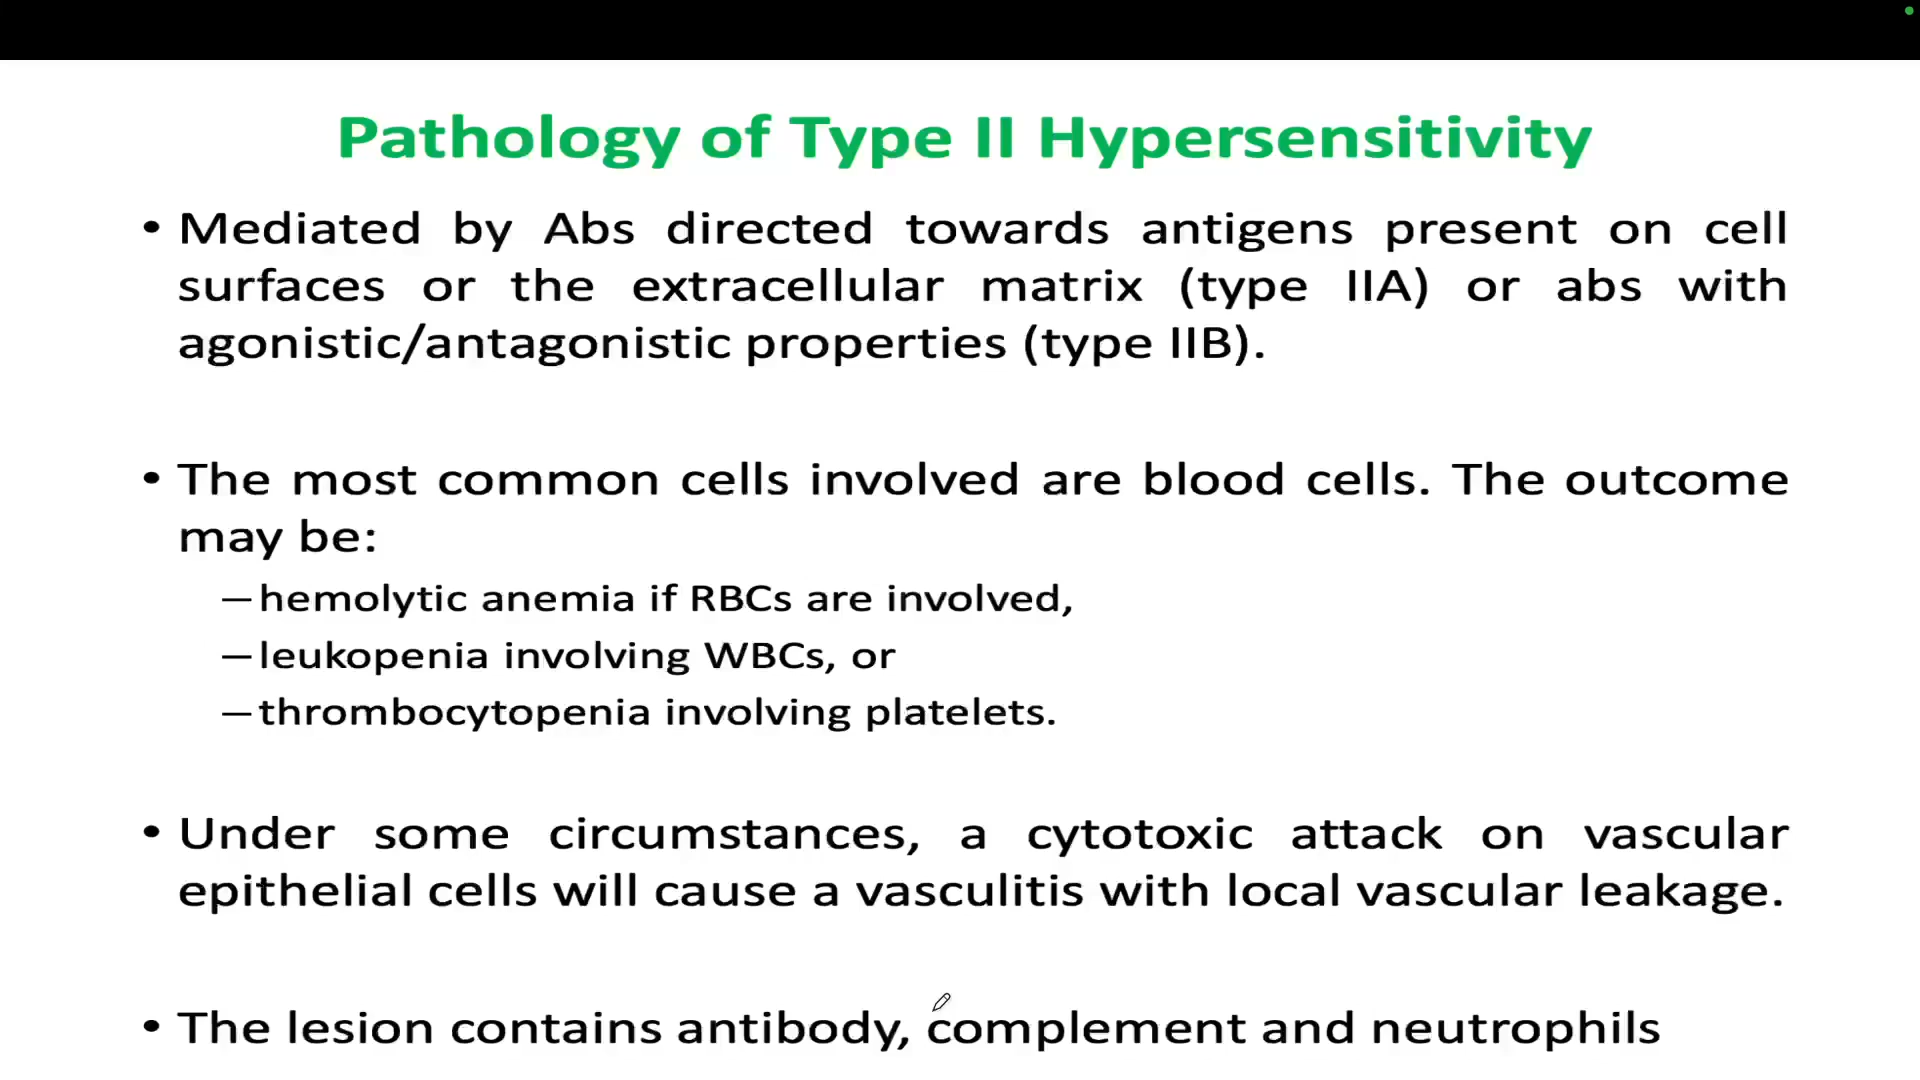 Pathology of Type II Hypersensitivity
• Mediated by Abs directed towards antigens present on cell
surfaces or the extracellular matrix (type IIA) or abs with
agonistic/antagonistic properties (type IIB).
• The most common cells involved are blood cells. The outcome
may be:
—hemolytic anemia if RBCs are involved,
—leukopenia involving WBCs, or
—thrombocytopenia involving platelets.
• Under some circumstances, a cytotoxic attack on vascular
epithelial cells will cause a vasculitis with local vascular leakage.
• The lesion contains antibody, complement and neutrophils